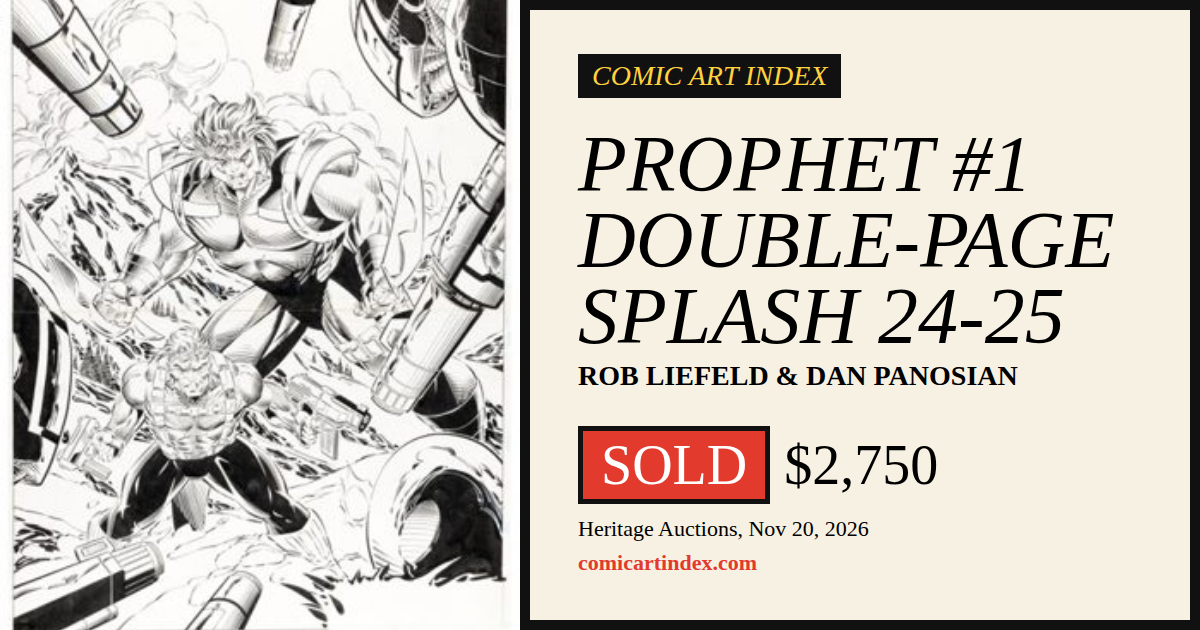 COMIC ART INDEX
PROPHET #1
DOUBLE-PAGE
SPLASH 24-25
ROB LIEFELD & DAN PANOSIAN
SOLD $2,750
Heritage Auctions, Nov 20, 2026
comicartindex.com